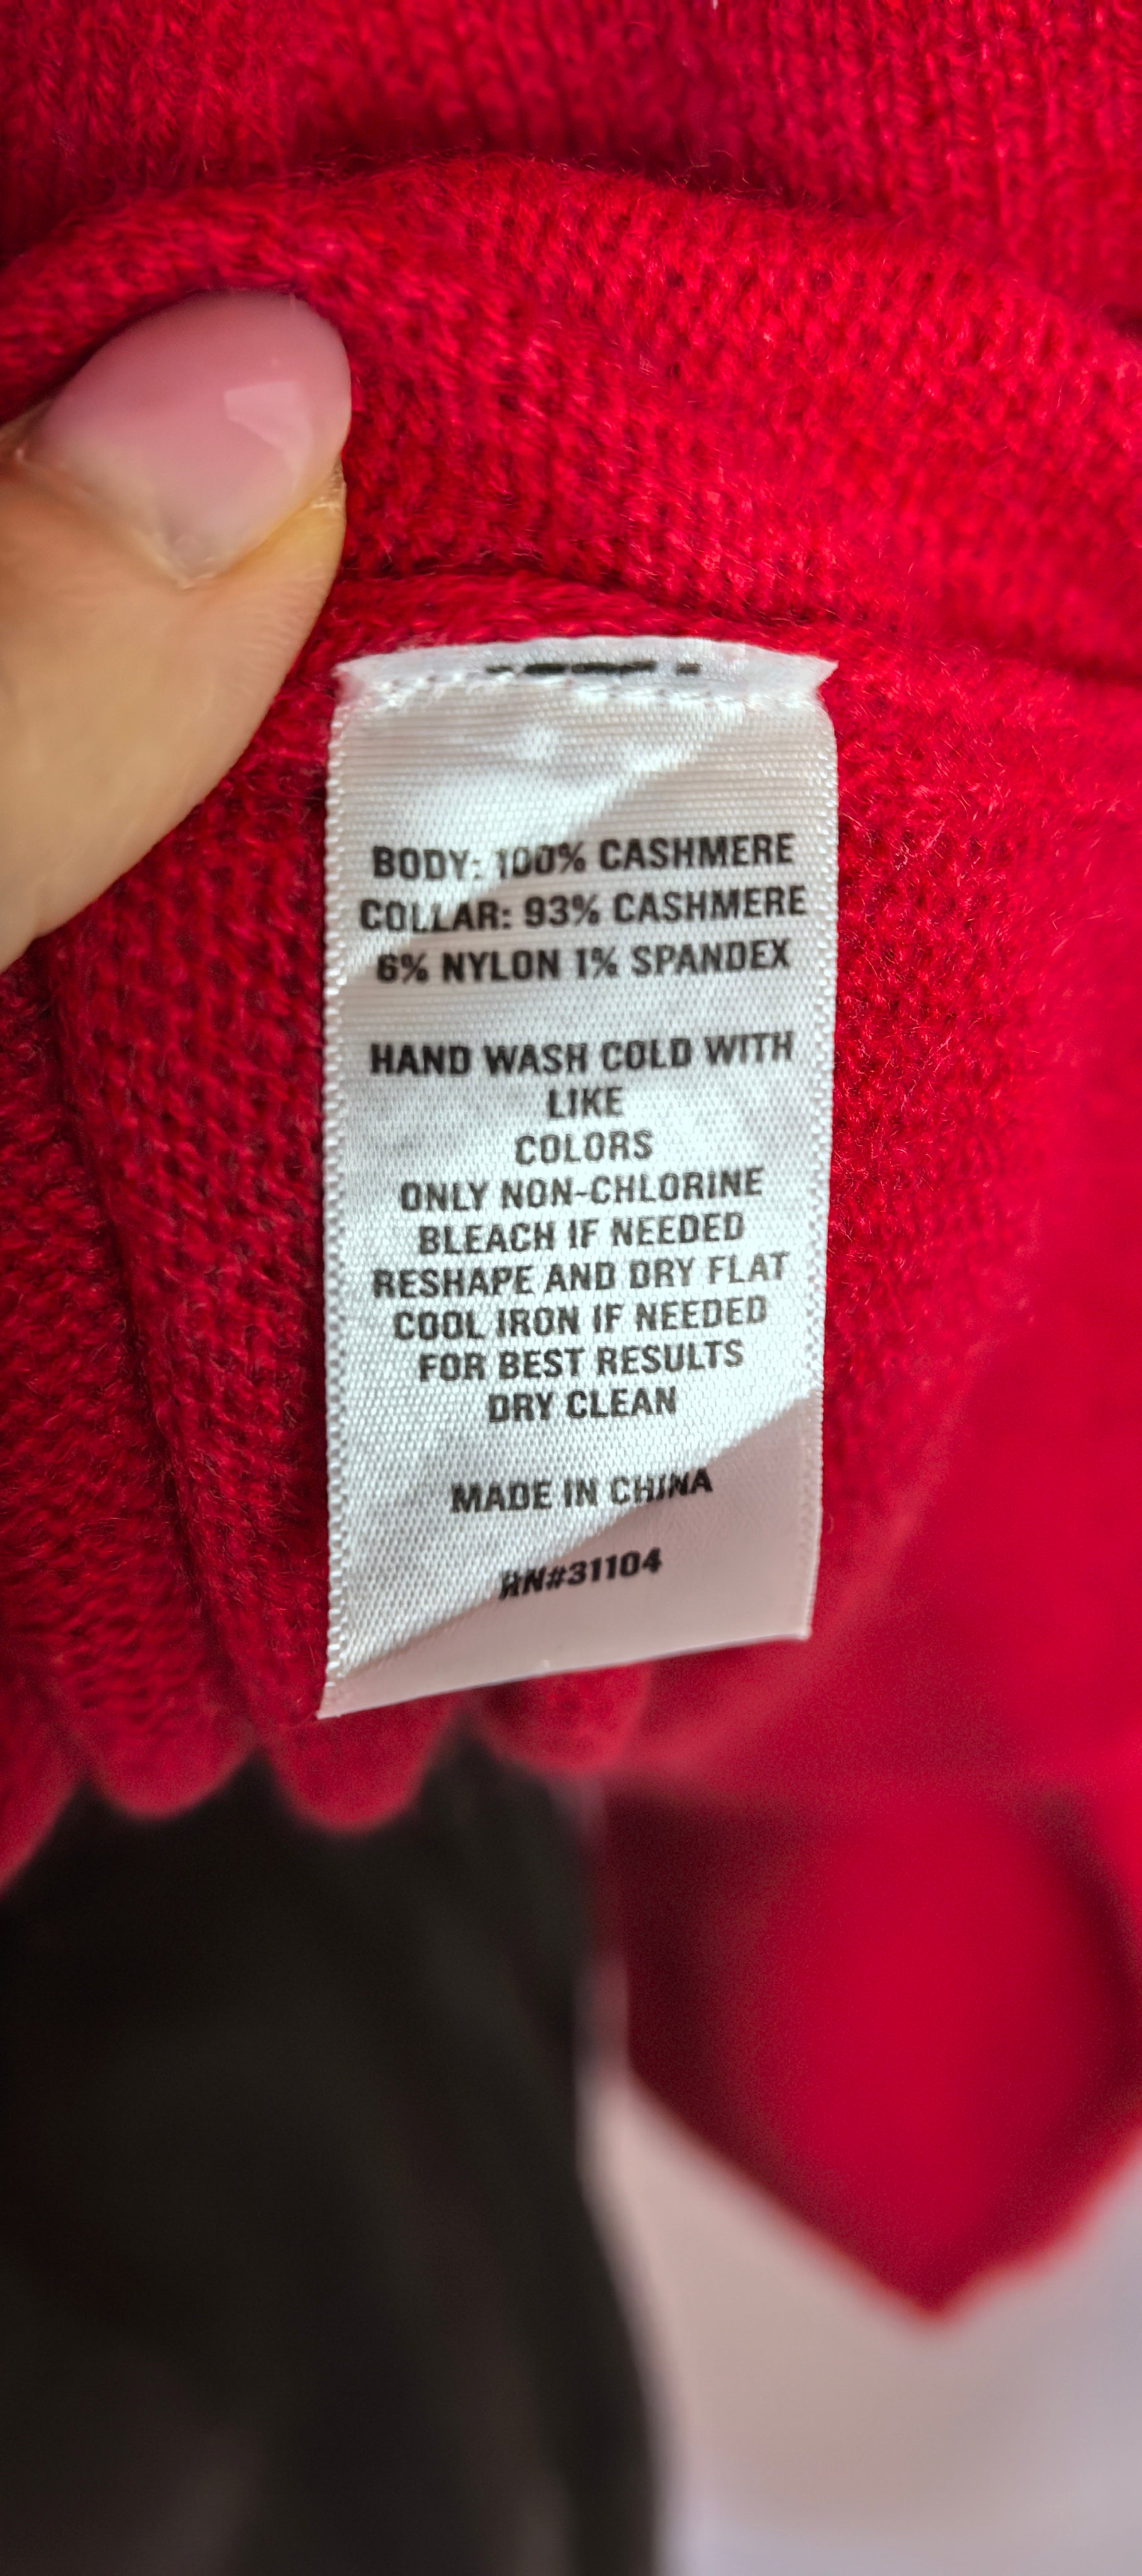 BODY: 100% CASHMERE
COLLAR: 93% CASHMERE
6% NYLON 1% SPANDEX
HAND WASH COLD WITH
LIKE
COLORS
ONLY NON-CHLORINE
BLEACH IF NEEDED
RESHAPE AND DRY FLAT
COOL IRON IF NEEDED
FOR BEST RESULTS
DRY CLEAN
MADE IN CHINA
RN#31104